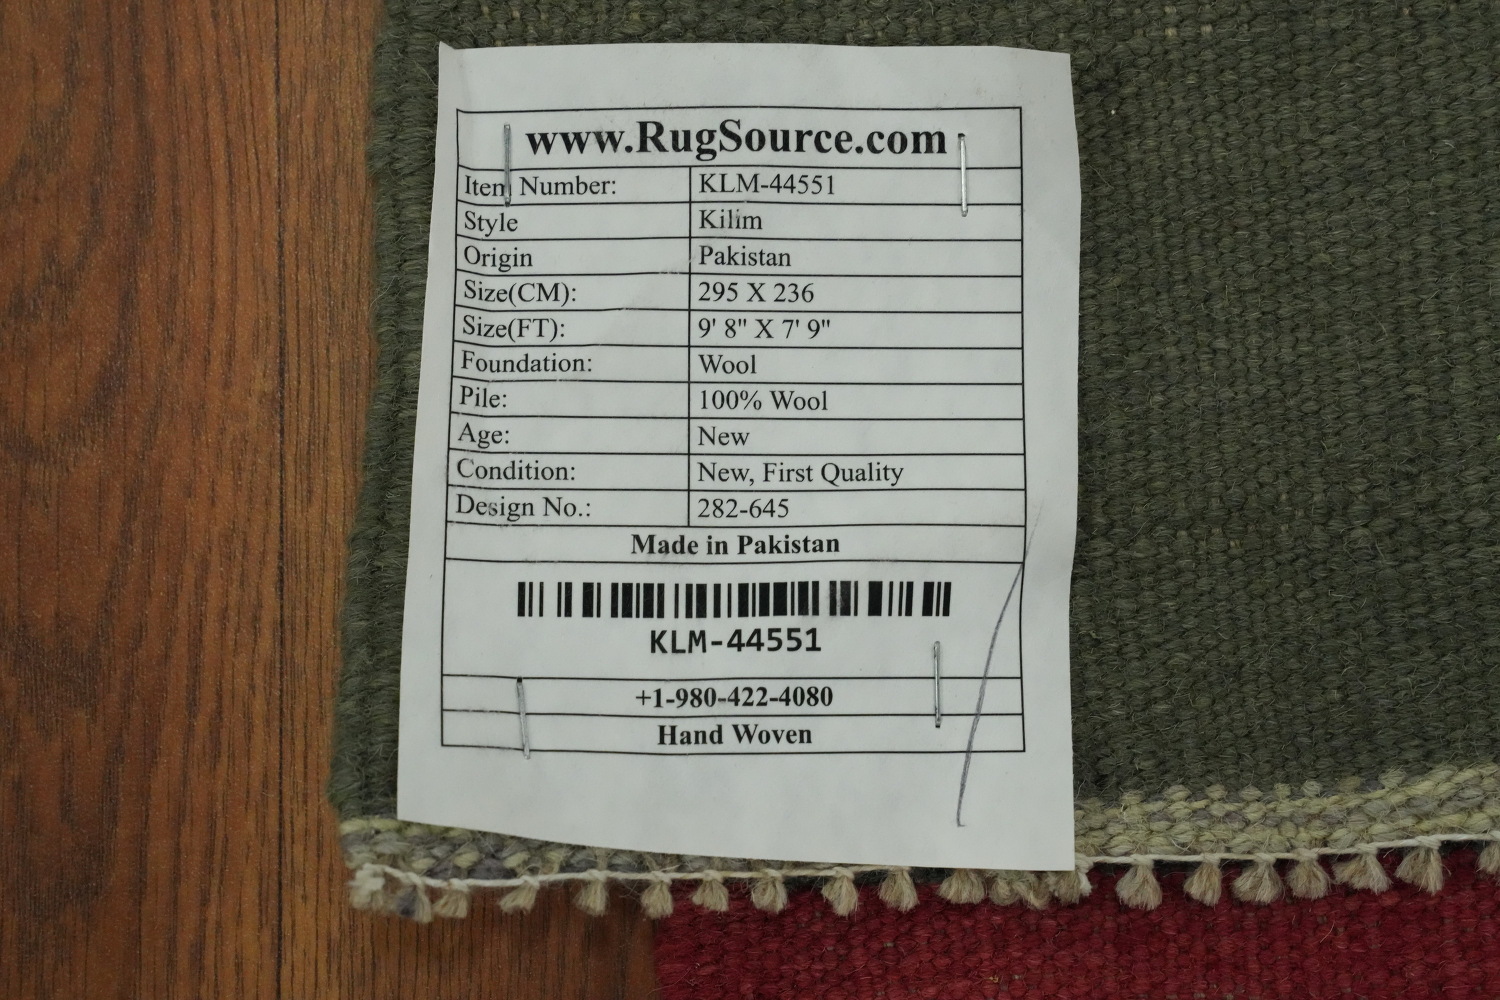 www.RugSource.com
Item Number: KLM-44551
Style Kilim
Origin Pakistan
Size(CM): 295 X 236
Size(FT): 9' 8" X 7' 9"
Foundation: Wool
Pile: 100% Wool
Age: New
Condition: New, First Quality
Design No.: 282-645
Made in Pakistan
KLM-44551
+1-980-422-4080
Hand Woven